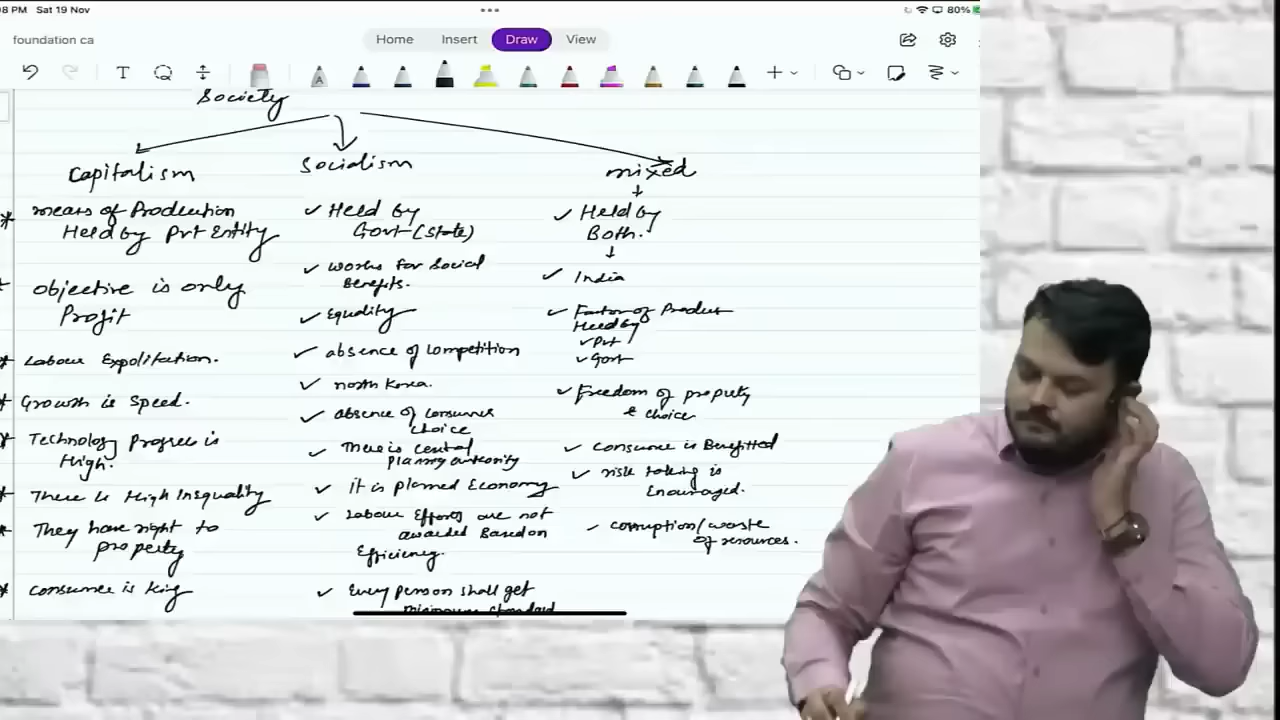 8 PM Sat 19 Nov
80%
foundation ca
Home Insert Draw View
Society
Capitalism
means of Production
Held by Pvt Entity
objective is only
Profit
Labour Expolitation.
Growth is speed.
Technology Progress is
High.
There is High Inequality
They have right to
property
consumer is king
Socialism
Held by
Govt (State)
works for Social
Benefits.
Equality
absence of competition
north Korea.
absence of consumer
choice
There is central
planning authority
it is planned Economy
Labour Efforts are not
awarded Based on
Efficiency.
Every person shall get
minimum standard
mixed
Held by
Both.
India
Factor of Product
Held by
Pvt
Govt
Freedom of property
& choice
consumer is Benefitted
risk taking is
Encouraged.
corruption/waste
of resources.